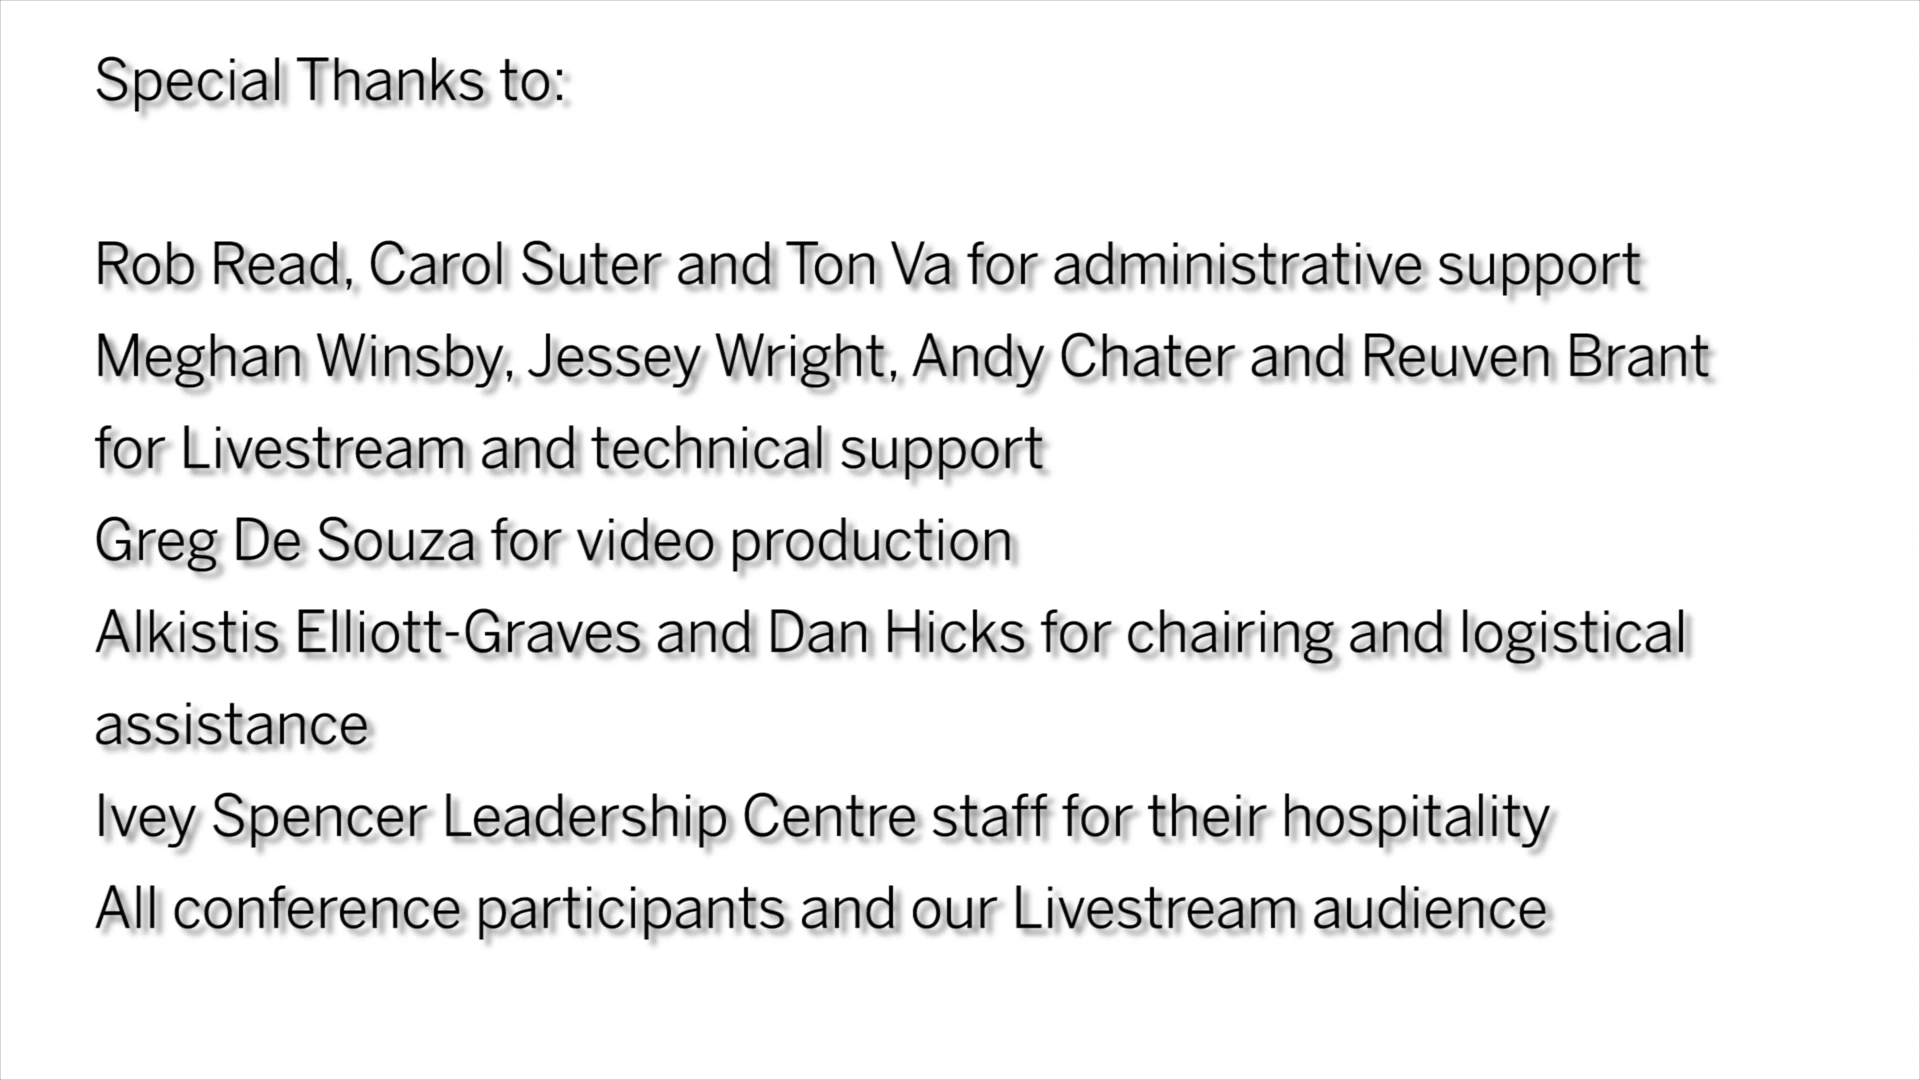 Special Thanks to:
Rob Read, Carol Suter and Ton Va for administrative support
Meghan Winsby, Jessey Wright, Andy Chater and Reuven Brant
for Livestream and technical support
Greg De Souza for video production
Alkistis Elliott-Graves and Dan Hicks for chairing and logistical
assistance
Ivey Spencer Leadership Centre staff for their hospitality
All conference participants and our Livestream audience